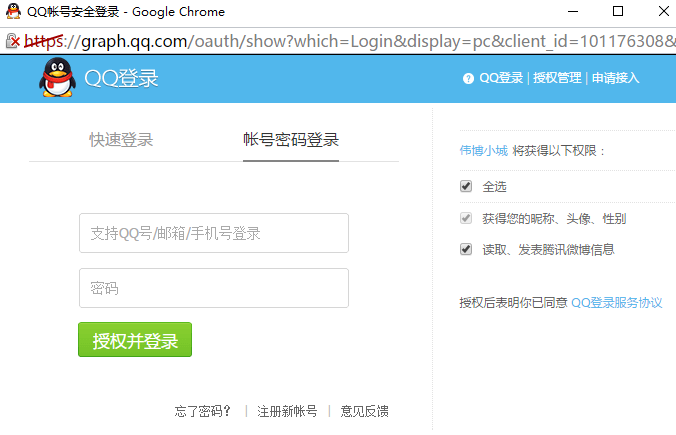 QQ帐号安全登录 - Google Chrome
https://graph.qq.com/oauth/show?which=Login&display=pc&client_id=101176308&
QQ登录
QQ登录 | 授权管理 | 申请接入
快速登录 帐号密码登录
支持QQ号/邮箱/手机号登录
密码
授权并登录
忘了密码? | 注册新帐号 | 意见反馈
伟博小城 将获得以下权限：
全选
获得您的昵称、头像、性别
读取、发表腾讯微博信息
授权后表明你已同意 QQ登录服务协议